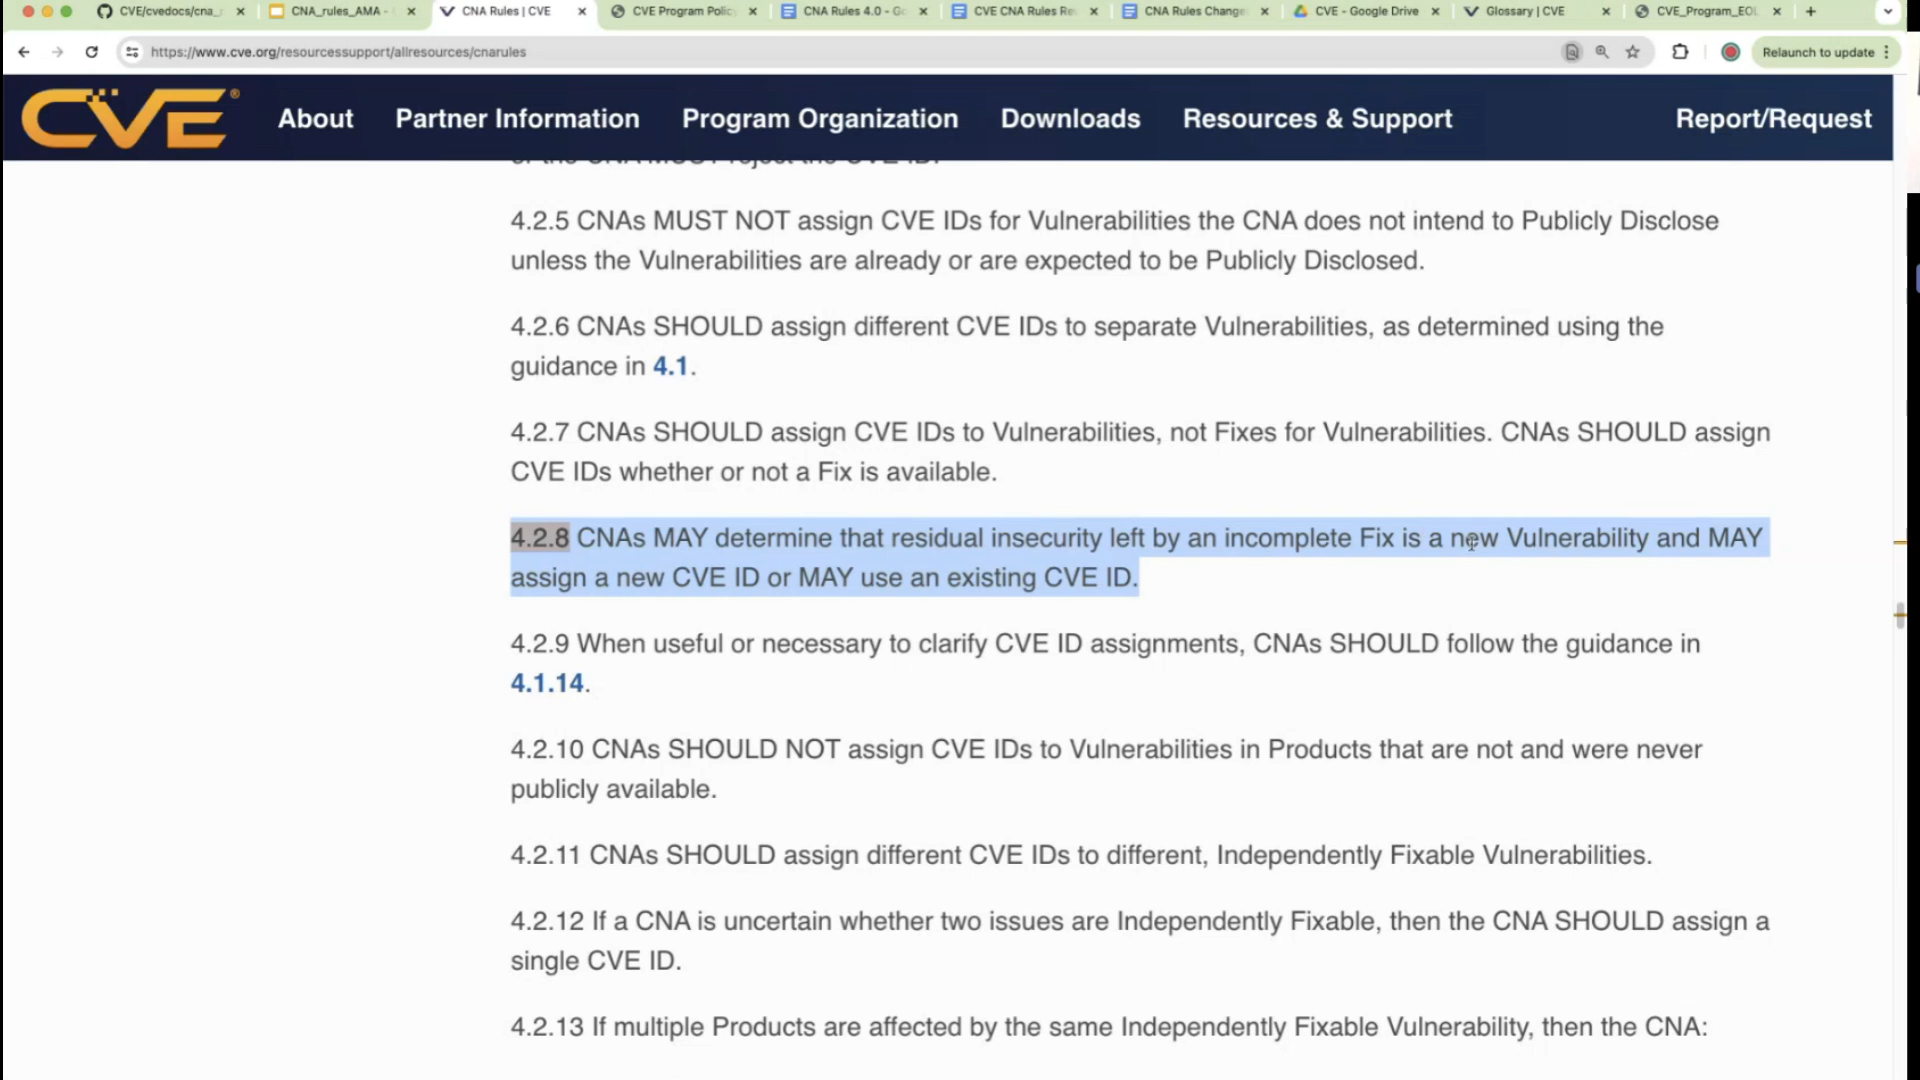 CVE/cvedocs/cna_
CNA_rules_AMA -
CNA Rules | CVE
CVE Program Polic
CNA Rules 4.0 - Go
CVE CNA Rules Re
CNA Rules Change
CVE - Google Drive
Glossary | CVE
CVE_Program_EOL
https://www.cve.org/resourcessupport/allresources/cnarules
Relaunch to update
CVE®
About
Partner Information
Program Organization
Downloads
Resources & Support
Report/Request
4.2.5 CNAs MUST NOT assign CVE IDs for Vulnerabilities the CNA does not intend to Publicly Disclose
unless the Vulnerabilities are already or are expected to be Publicly Disclosed.
4.2.6 CNAs SHOULD assign different CVE IDs to separate Vulnerabilities, as determined using the
guidance in 4.1.
4.2.7 CNAs SHOULD assign CVE IDs to Vulnerabilities, not Fixes for Vulnerabilities. CNAs SHOULD assign
CVE IDs whether or not a Fix is available.
4.2.8 CNAs MAY determine that residual insecurity left by an incomplete Fix is a new Vulnerability and MAY
assign a new CVE ID or MAY use an existing CVE ID.
4.2.9 When useful or necessary to clarify CVE ID assignments, CNAs SHOULD follow the guidance in
4.1.14.
4.2.10 CNAs SHOULD NOT assign CVE IDs to Vulnerabilities in Products that are not and were never
publicly available.
4.2.11 CNAs SHOULD assign different CVE IDs to different, Independently Fixable Vulnerabilities.
4.2.12 If a CNA is uncertain whether two issues are Independently Fixable, then the CNA SHOULD assign a
single CVE ID.
4.2.13 If multiple Products are affected by the same Independently Fixable Vulnerability, then the CNA: